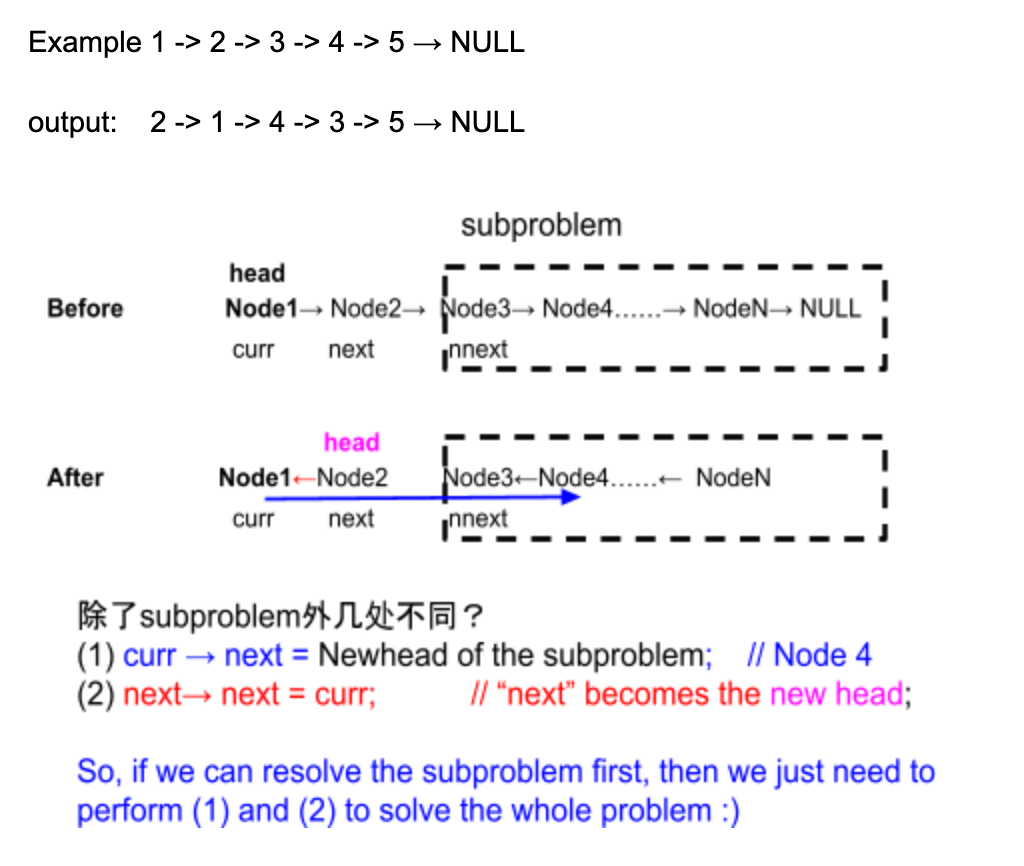 Example 1 -> 2 -> 3 -> 4 -> 5 → NULL
output: 2 -> 1 -> 4 -> 3 -> 5 → NULL
subproblem
head
Before Node1→ Node2→ Node3→ Node4......→ NodeN→ NULL
curr next nnext
head
After Node1←Node2 Node3←Node4......← NodeN
curr next nnext
除了subproblem外几处不同？
(1) curr → next = Newhead of the subproblem; // Node 4
(2) next→ next = curr; // “next” becomes the new head;
So, if we can resolve the subproblem first, then we just need to
perform (1) and (2) to solve the whole problem :)